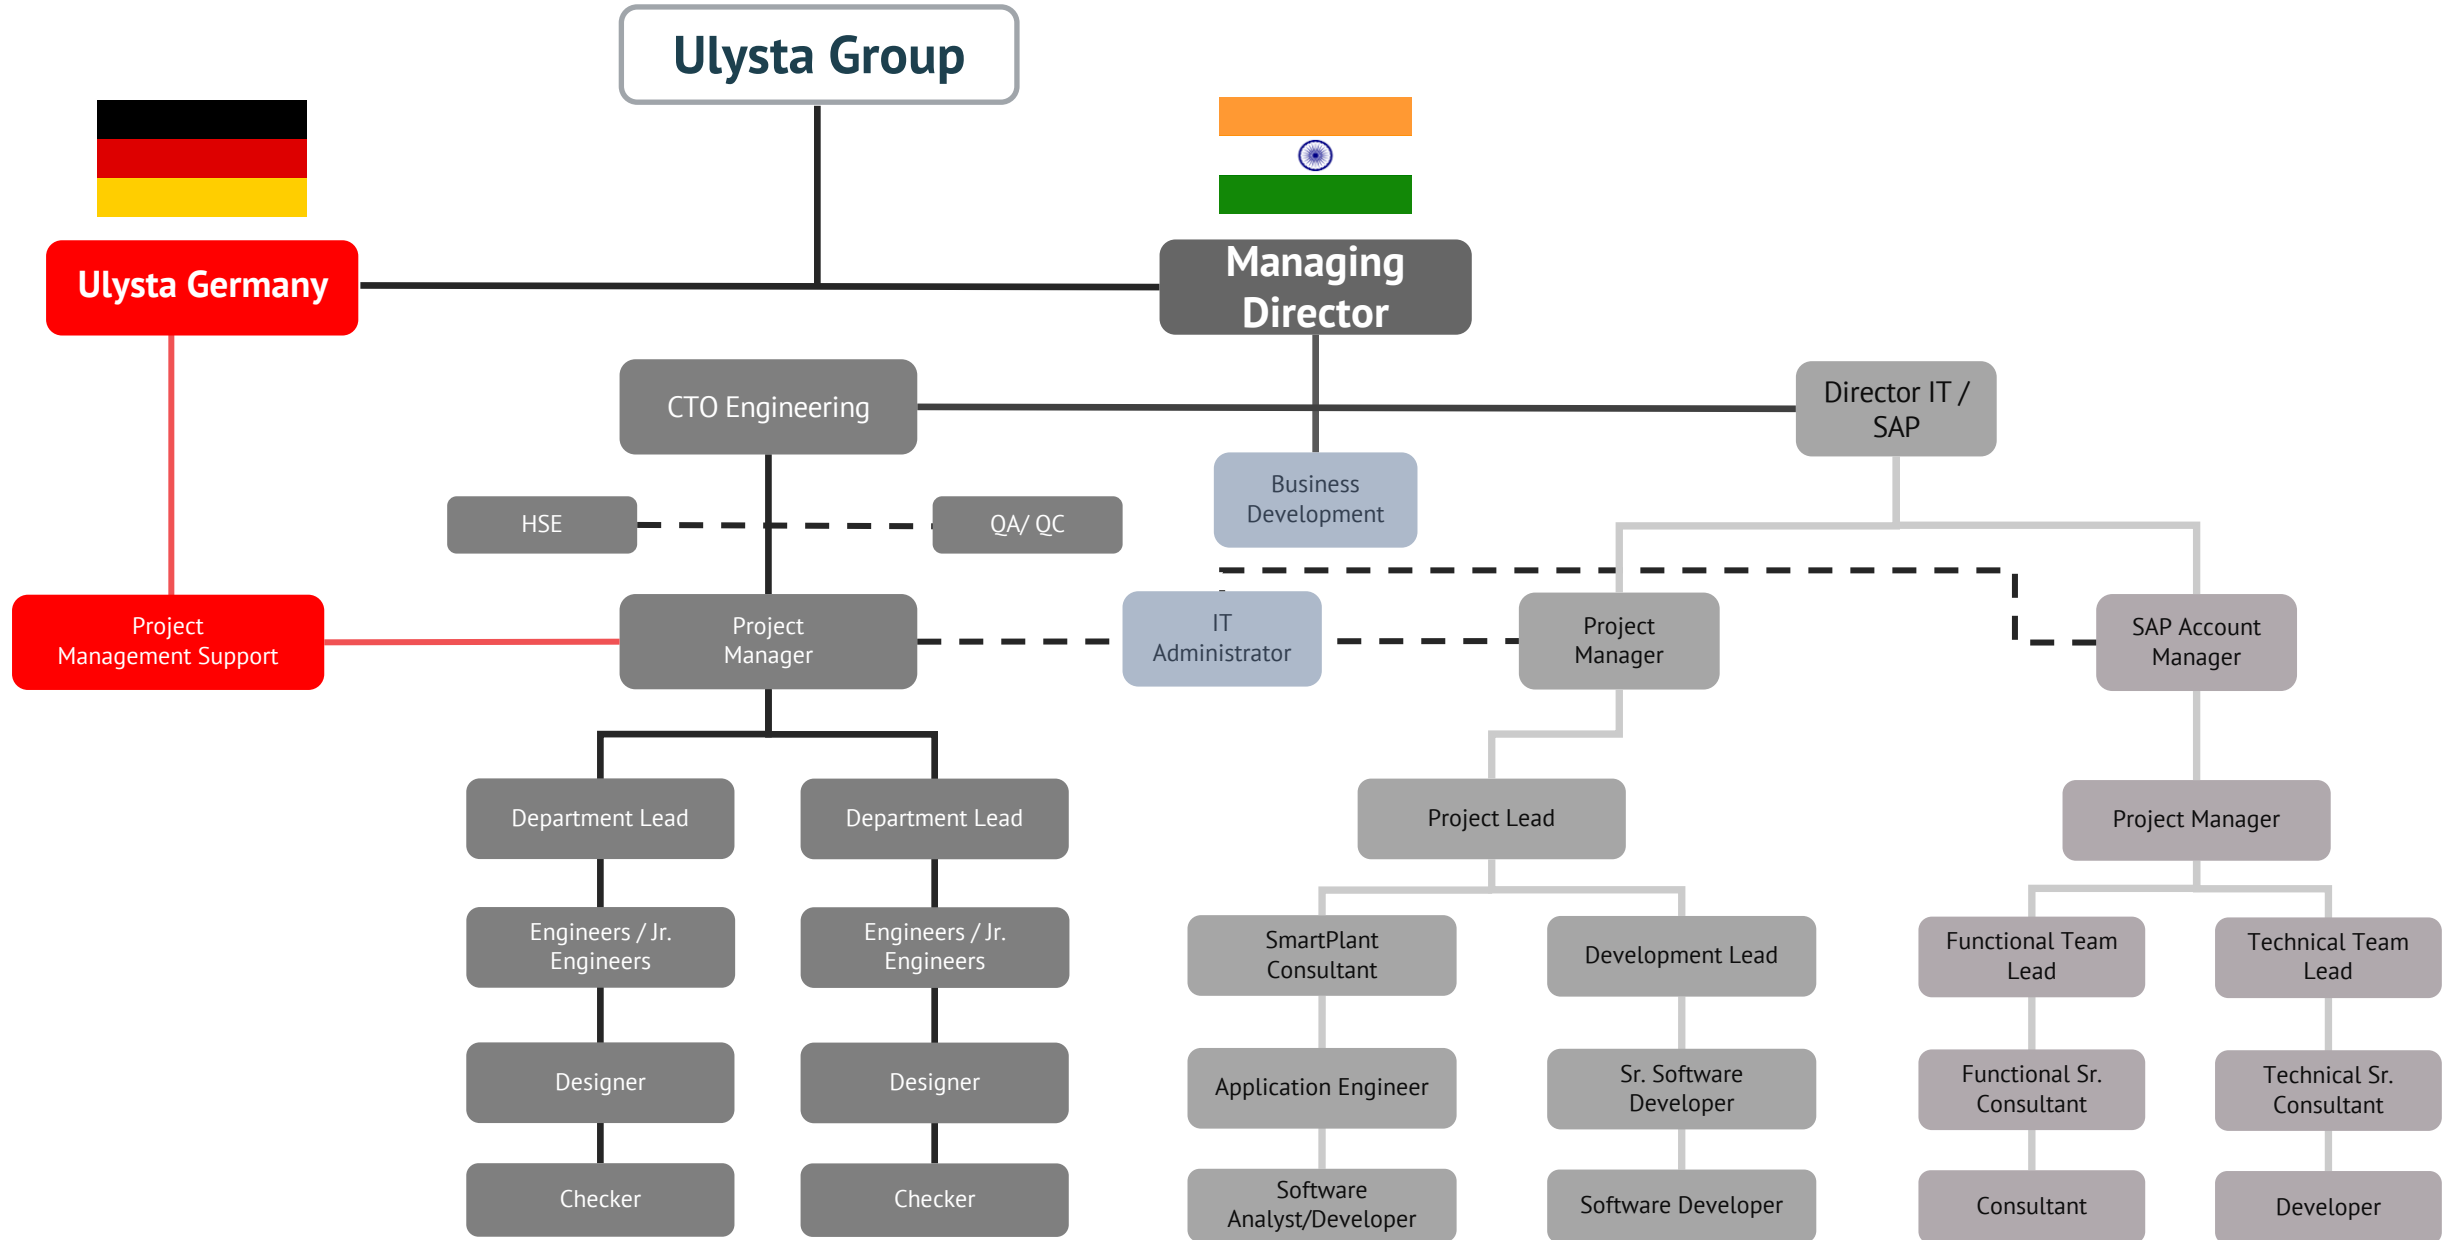 Ulysta Group
Ulysta Germany
Managing
Director
CTO Engineering
Director IT /
SAP
Business
Development
HSE
QA/ QC
Project
Management Support
Project
Manager
IT
Administrator
Project
Manager
SAP Account
Manager
Department Lead
Department Lead
Project Lead
Project Manager
Engineers / Jr.
Engineers
Engineers / Jr.
Engineers
SmartPlant
Consultant
Development Lead
Functional Team
Lead
Technical Team
Lead
Designer
Designer
Application Engineer
Sr. Software
Developer
Functional Sr.
Consultant
Technical Sr.
Consultant
Checker
Checker
Software
Analyst/Developer
Software Developer
Consultant
Developer